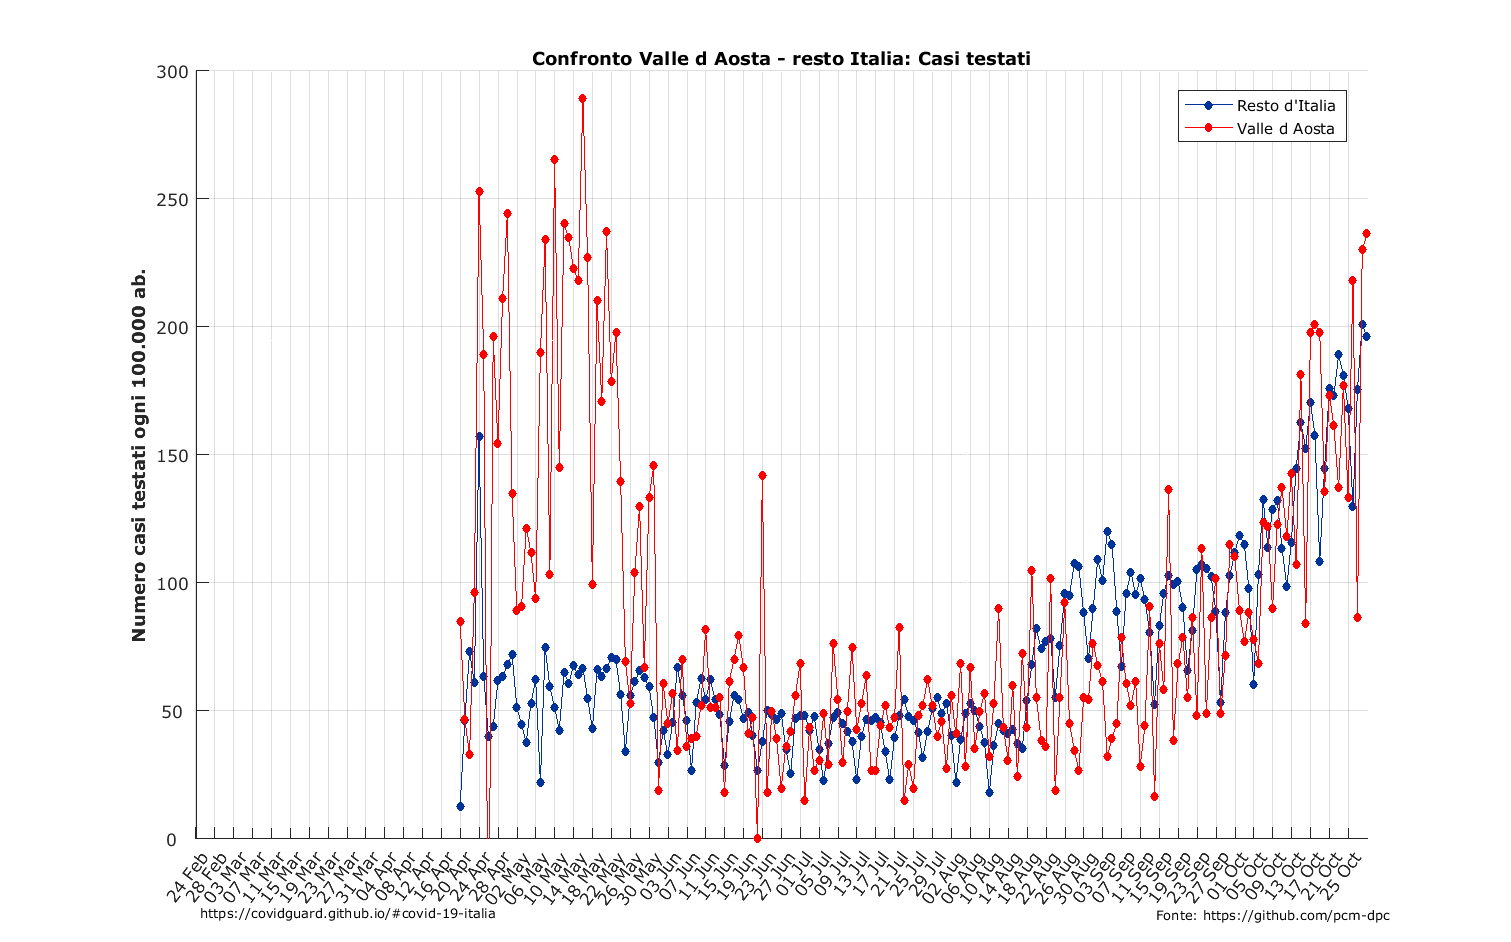 Confronto Valle d Aosta - resto Italia: Casi testati
Resto d'Italia
Valle d Aosta
Numero casi testati ogni 100.000 ab.
300
250
200
150
100
50
0
24 Feb
28 Feb
03 Mar
07 Mar
11 Mar
15 Mar
19 Mar
23 Mar
27 Mar
31 Mar
04 Apr
08 Apr
12 Apr
16 Apr
20 Apr
24 Apr
28 Apr
02 May
06 May
10 May
14 May
18 May
22 May
26 May
30 May
03 Jun
07 Jun
11 Jun
15 Jun
19 Jun
23 Jun
27 Jun
01 Jul
05 Jul
09 Jul
13 Jul
17 Jul
21 Jul
25 Jul
29 Jul
02 Aug
06 Aug
10 Aug
14 Aug
18 Aug
22 Aug
26 Aug
30 Aug
03 Sep
07 Sep
11 Sep
15 Sep
19 Sep
23 Sep
27 Sep
01 Oct
05 Oct
09 Oct
13 Oct
17 Oct
21 Oct
25 Oct
https://covidguard.github.io/#covid-19-italia
Fonte: https://github.com/pcm-dpc